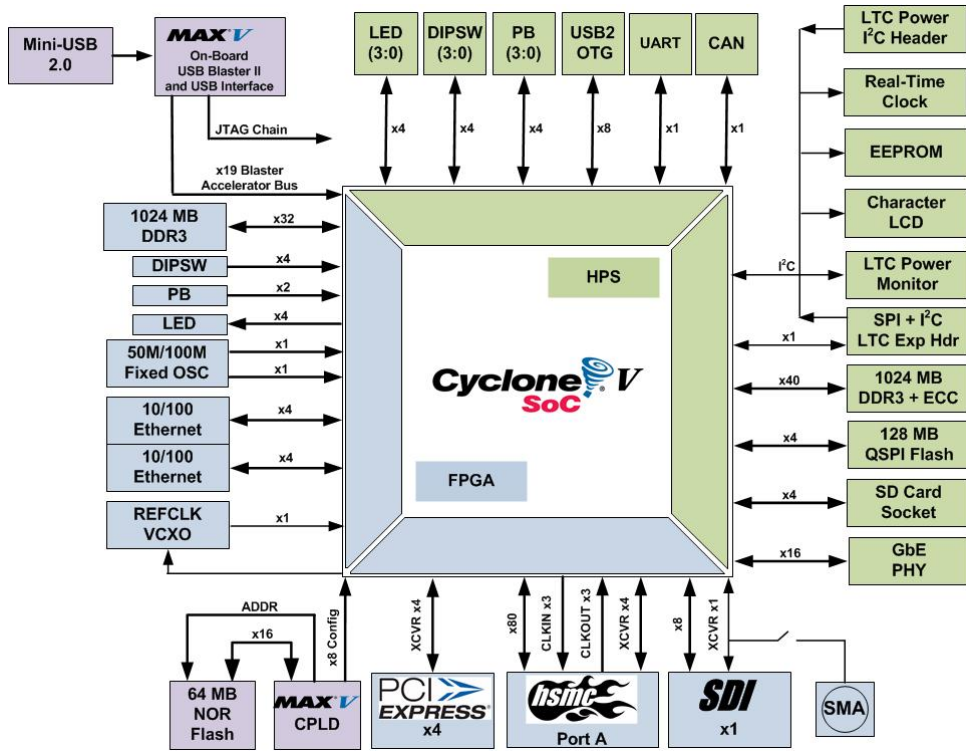 Mini-USB
2.0
MAX V
On-Board
USB Blaster II
and USB Interface
JTAG Chain
x19 Blaster
Accelerator Bus
LED
(3:0)
DIPSW
(3:0)
PB
(3:0)
USB2
OTG
UART
CAN
x4
x4
x4
x8
x1
x1
LTC Power
I²C Header
Real-Time
Clock
EEPROM
Character
LCD
LTC Power
Monitor
SPI + I²C
LTC Exp Hdr
1024 MB
DDR3 + ECC
128 MB
QSPI Flash
SD Card
Socket
GbE
PHY
I²C
x1
x40
x4
x4
x16
1024 MB
DDR3
x32
DIPSW
x4
PB
x2
LED
x4
50M/100M
Fixed OSC
x1
x1
10/100
Ethernet
x4
10/100
Ethernet
x4
REFCLK
VCXO
x1
HPS
Cyclone V
SoC
FPGA
ADDR
x16
x8 Config
XCVR x4
x80
CLKIN x3
CLKOUT x3
XCVR x4
x8
XCVR x1
64 MB
NOR
Flash
MAX V
CPLD
PCI
EXPRESS®
x4
hsmc
Port A
SDI
x1
SMA